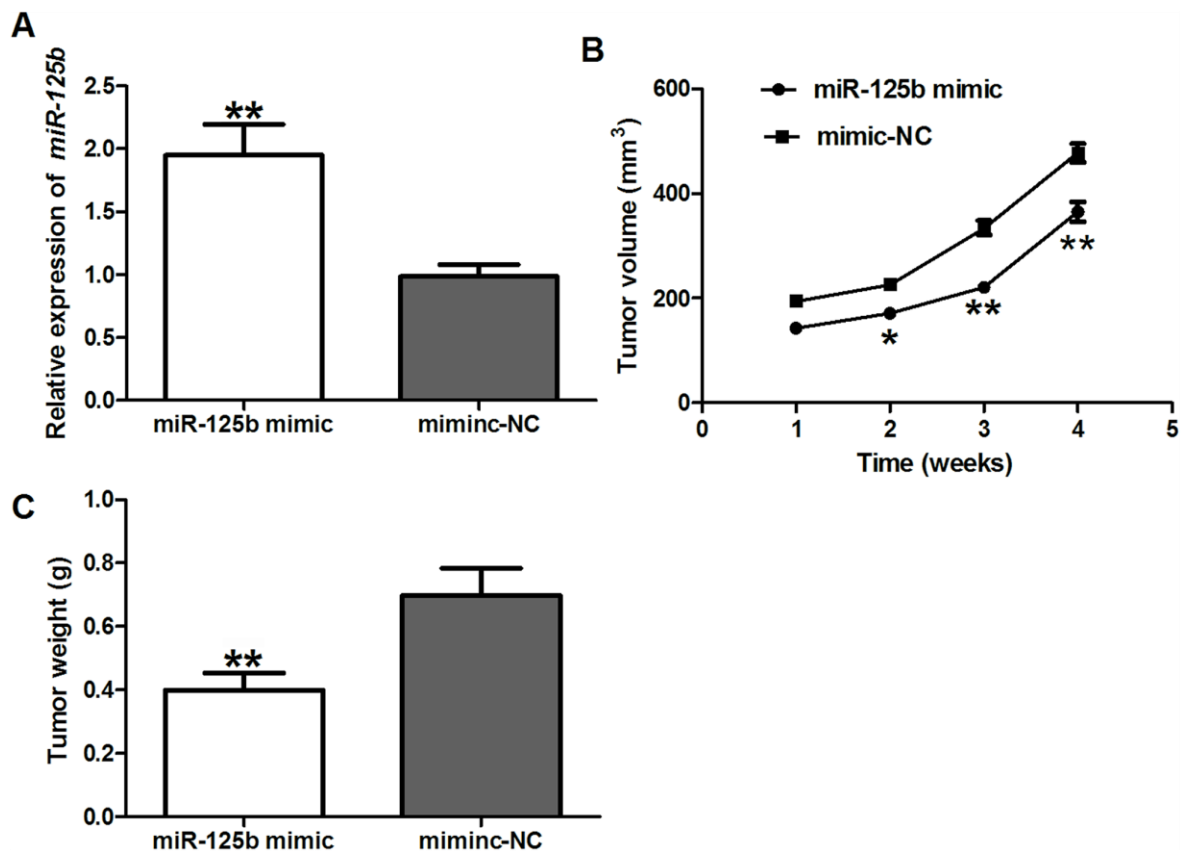 A
Relative expression of miR-125b
2.5
2.0
1.5
1.0
0.5
0.0
**
miR-125b mimic
miminc-NC
B
Tumor volume (mm³)
600
400
200
0
miR-125b mimic
mimic-NC
*
**
**
0 1 2 3 4 5
Time (weeks)
C
Tumor weight (g)
1.0
0.8
0.6
0.4
0.2
0.0
**
miR-125b mimic
miminc-NC